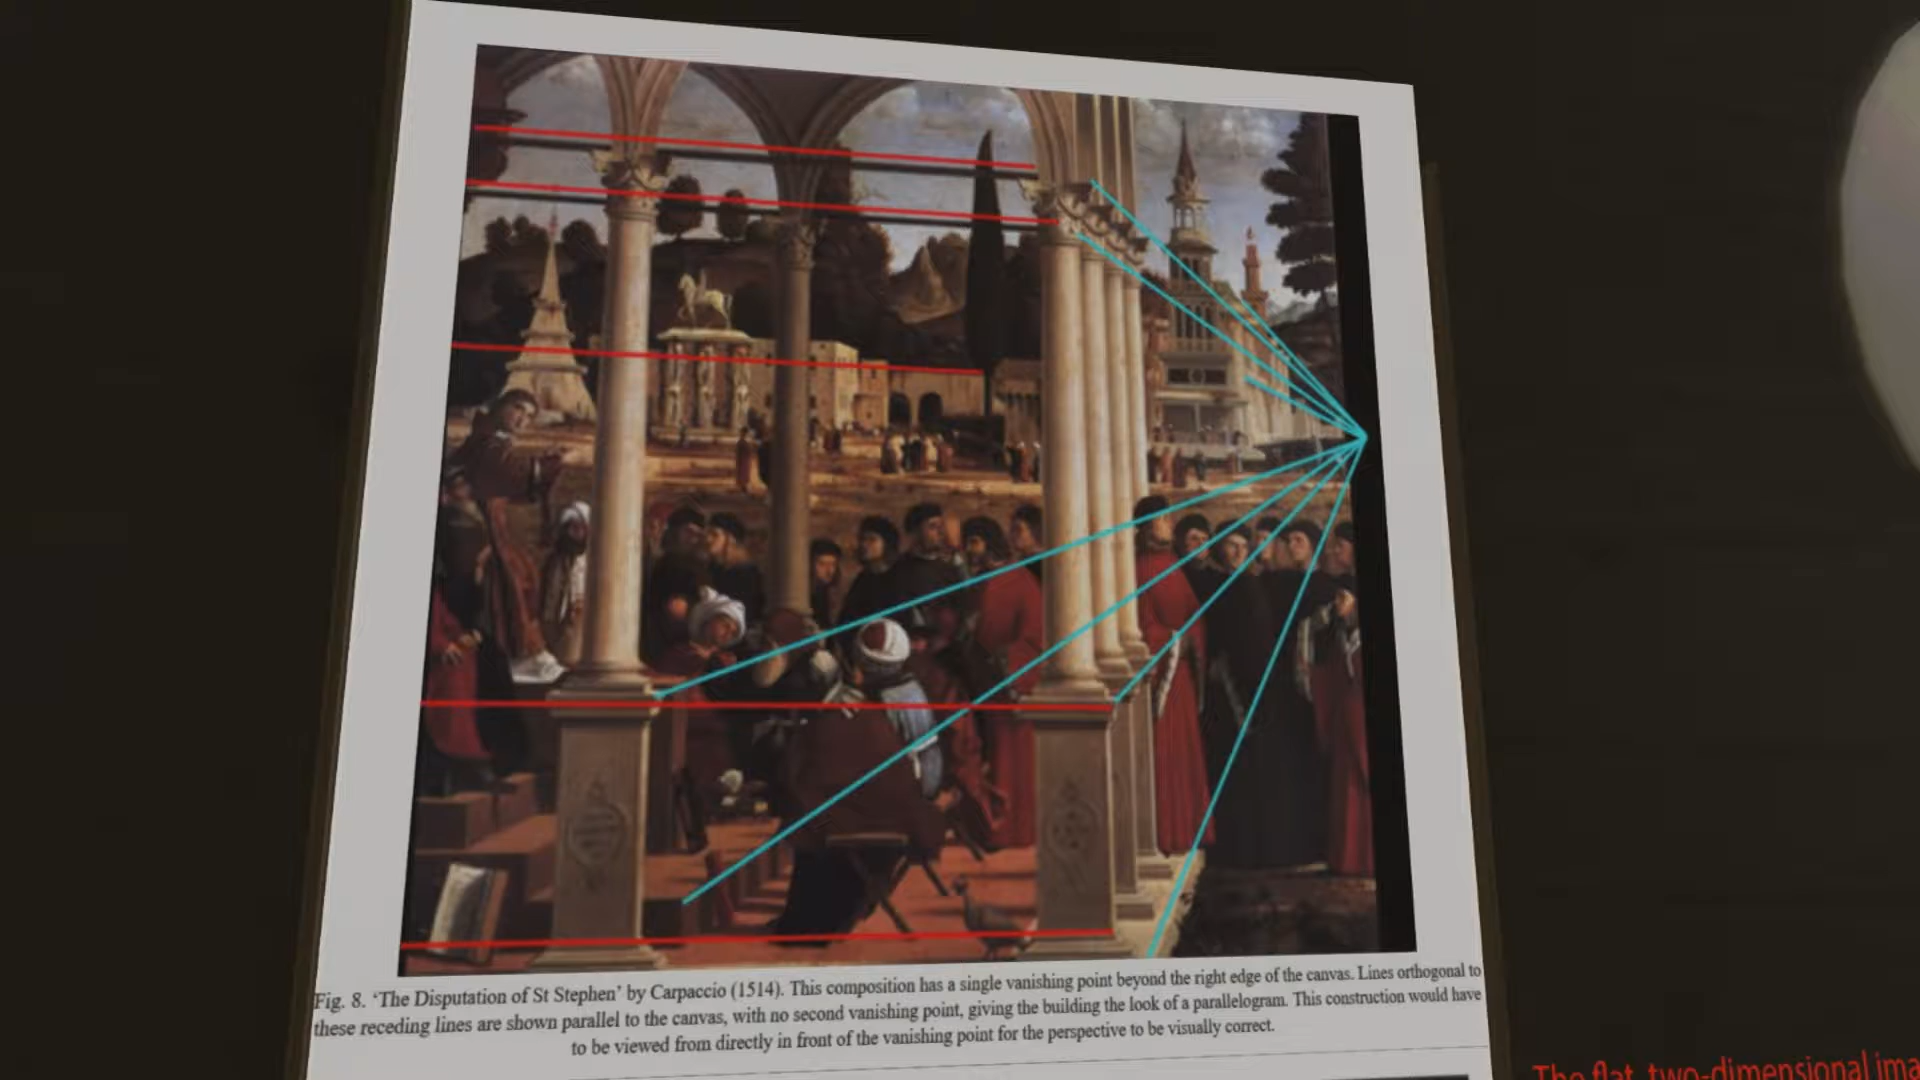 Fig. 8. ‘The Disputation of St Stephen’ by Carpaccio (1514). This composition has a single vanishing point beyond the right edge of the canvas. Lines orthogonal to
these receding lines are shown parallel to the canvas, with no second vanishing point, giving the building the look of a parallelogram. This construction would have
to be viewed from directly in front of the vanishing point for the perspective to be visually correct.
The flat, two-dimensional